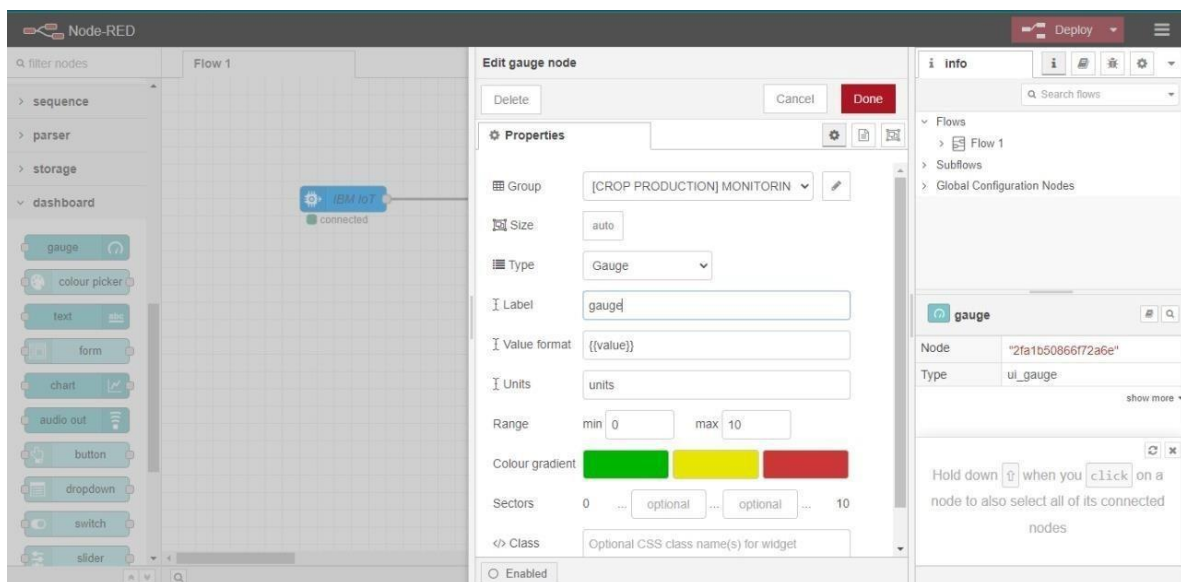 Node-RED
Deploy
filter nodes
Flow 1
sequence
parser
storage
dashboard
gauge
colour picker
text
abc
form
chart
audio out
button
dropdown
switch
slider
IBM IoT
connected
Edit gauge node
Delete
Cancel
Done
Properties
Group
[CROP PRODUCTION] MONITORIN
Size
auto
Type
Gauge
Label
gauge
Value format
{{value}}
Units
units
Range
min 0
max 10
Colour gradient
Sectors
0 ... optional ... optional ... 10
</> Class
Optional CSS class name(s) for widget
Enabled
i info
i
Search flows
Flows
Flow 1
Subflows
Global Configuration Nodes
gauge
Node
"2fa1b50866f72a6e"
Type
ui_gauge
show more
Hold down ⇧ when you click on a
node to also select all of its connected
nodes